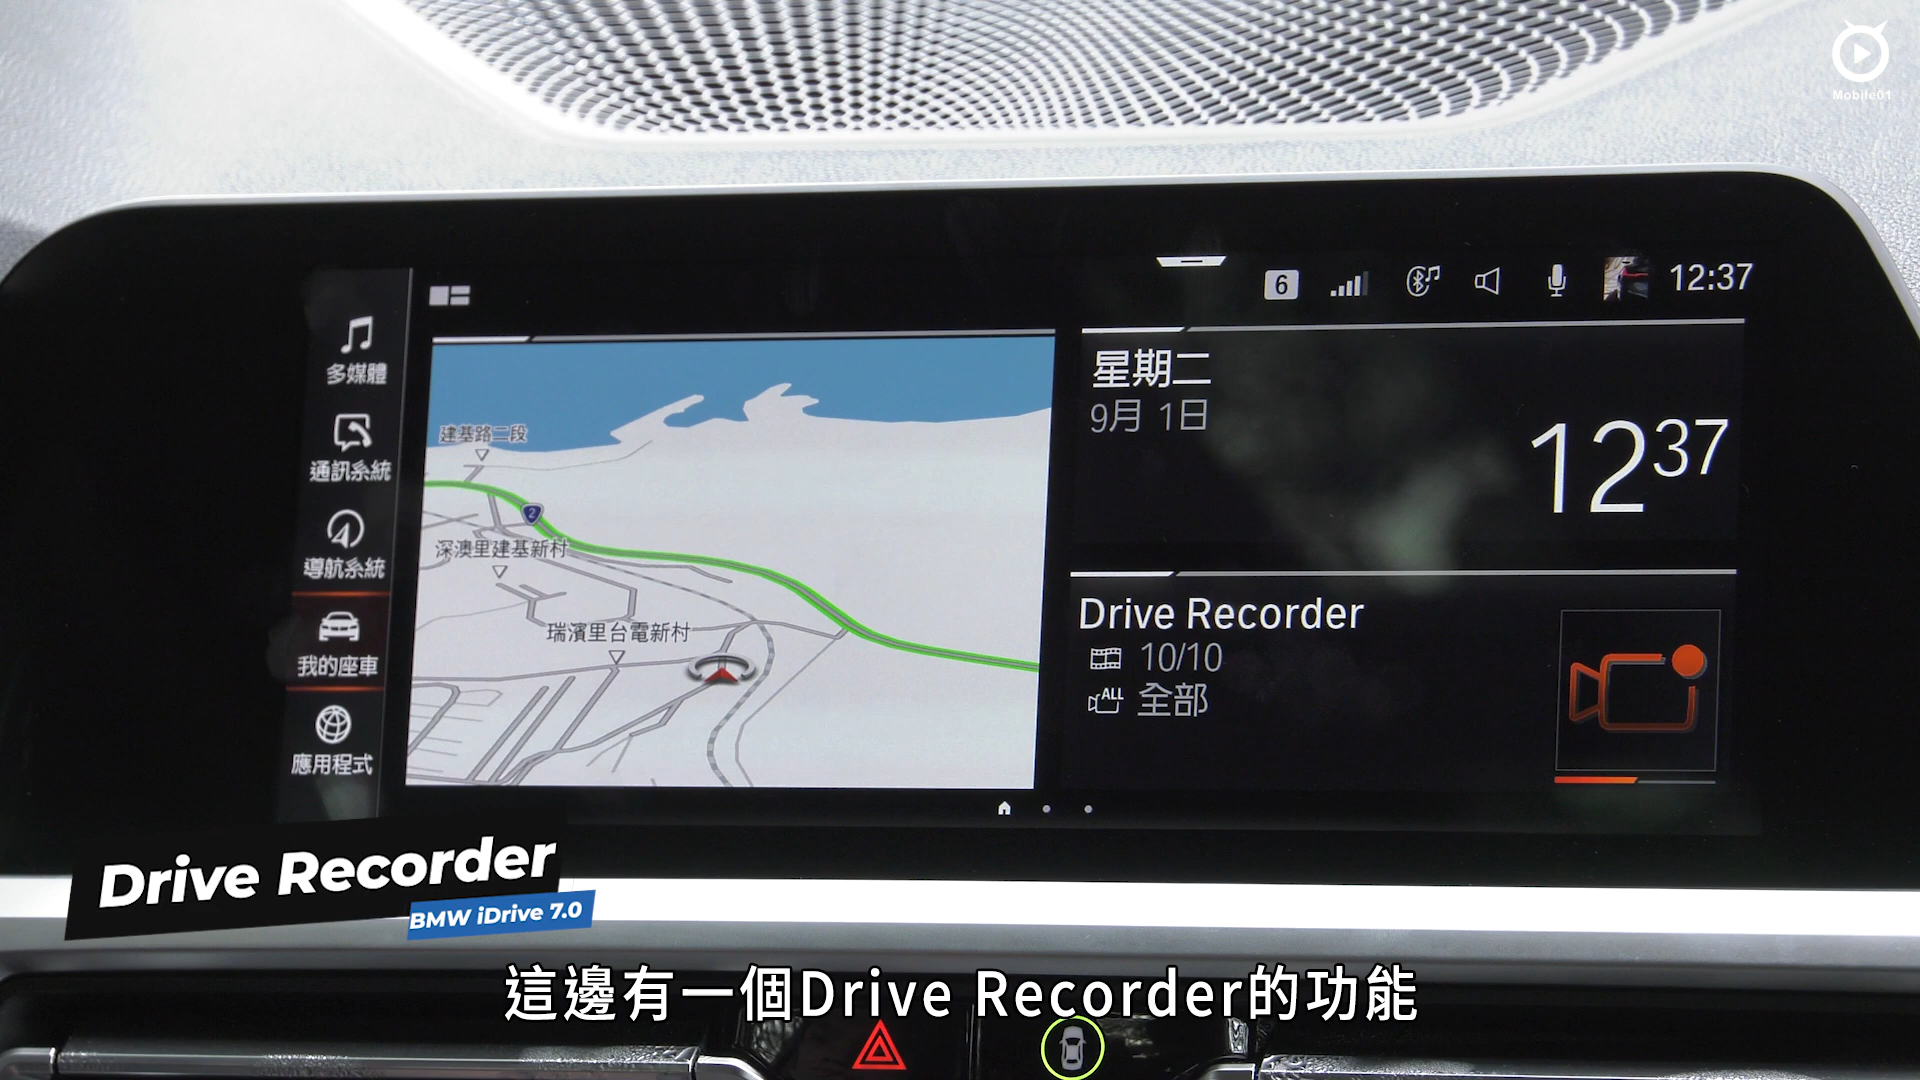 Mobile01
6
12:37
多媒體
通訊系統
導航系統
我的座車
應用程式
建基路二段
2
深澳里建基新村
瑞濱里台電新村
星期二
9月 1日
12 37
Drive Recorder
10/10
ALL 全部
Drive Recorder
BMW iDrive 7.0
這邊有一個Drive Recorder的功能